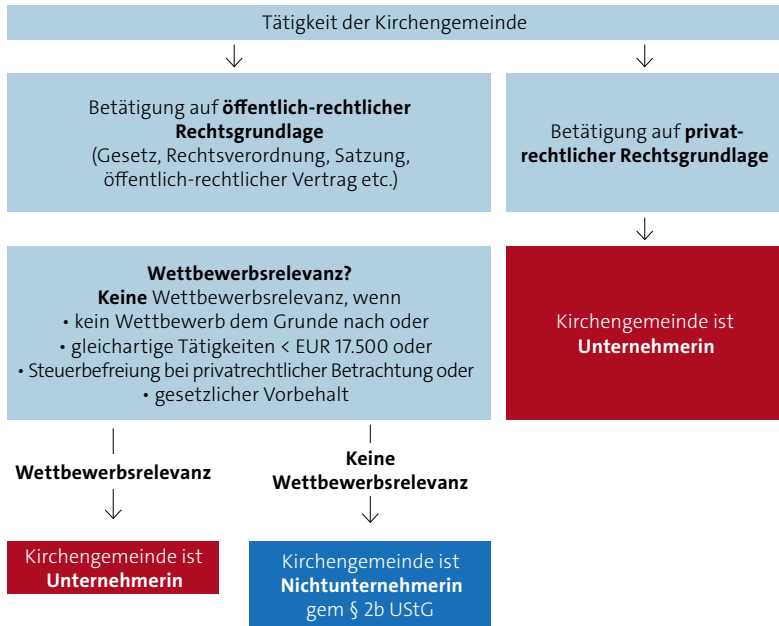 Tätigkeit der Kirchengemeinde
Betätigung auf öffentlich-rechtlicher
Rechtsgrundlage
(Gesetz, Rechtsverordnung, Satzung,
öffentlich-rechtlicher Vertrag etc.)
Betätigung auf privat-
rechtlicher Rechtsgrundlage
Wettbewerbsrelevanz?
Keine Wettbewerbsrelevanz, wenn
• kein Wettbewerb dem Grunde nach oder
• gleichartige Tätigkeiten < EUR 17.500 oder
• Steuerbefreiung bei privatrechtlicher Betrachtung oder
• gesetzlicher Vorbehalt
Kirchengemeinde ist
Unternehmerin
Wettbewerbsrelevanz
Keine
Wettbewerbsrelevanz
Kirchengemeinde ist
Unternehmerin
Kirchengemeinde ist
Nichtunternehmerin
gem § 2b UStG